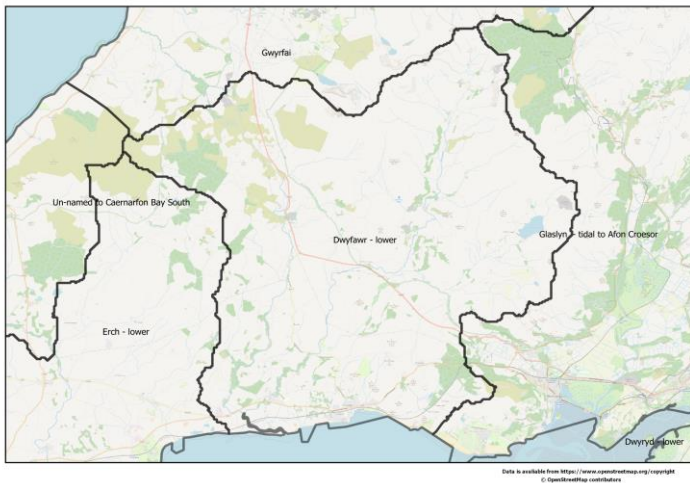 Gwyrfai
Un-named to Caernarfon Bay South
Dwyfawr - lower
Glaslyn - tidal to Afon Croesor
Erch - lower
Dwyryd - lower
Data is available from https://www.openstreetmap.org/copyright
© OpenStreetMap contributors